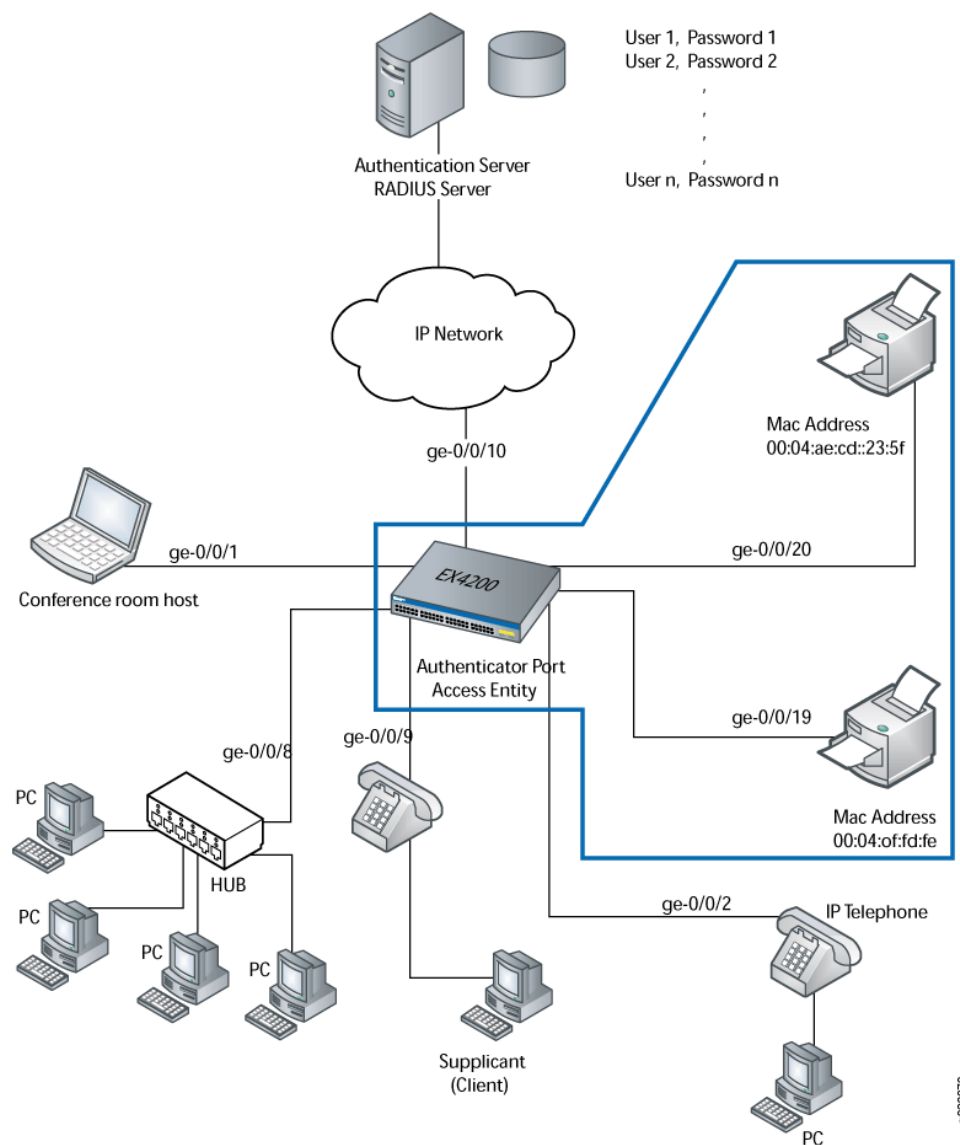 User 1, Password 1
User 2, Password 2
,
,
,
,
User n, Password n
Authentication Server
RADIUS Server
IP Network
ge-0/0/10
Mac Address
00:04:ae:cd::23:5f
ge-0/0/1
ge-0/0/20
EX4200
Conference room host
Authenticator Port
Access Entity
ge-0/0/19
ge-0/0/8
ge-0/0/9
Mac Address
00:04:of:fd:fe
PC
HUB
ge-0/0/2
IP Telephone
PC
PC
PC
Supplicant
(Client)
PC